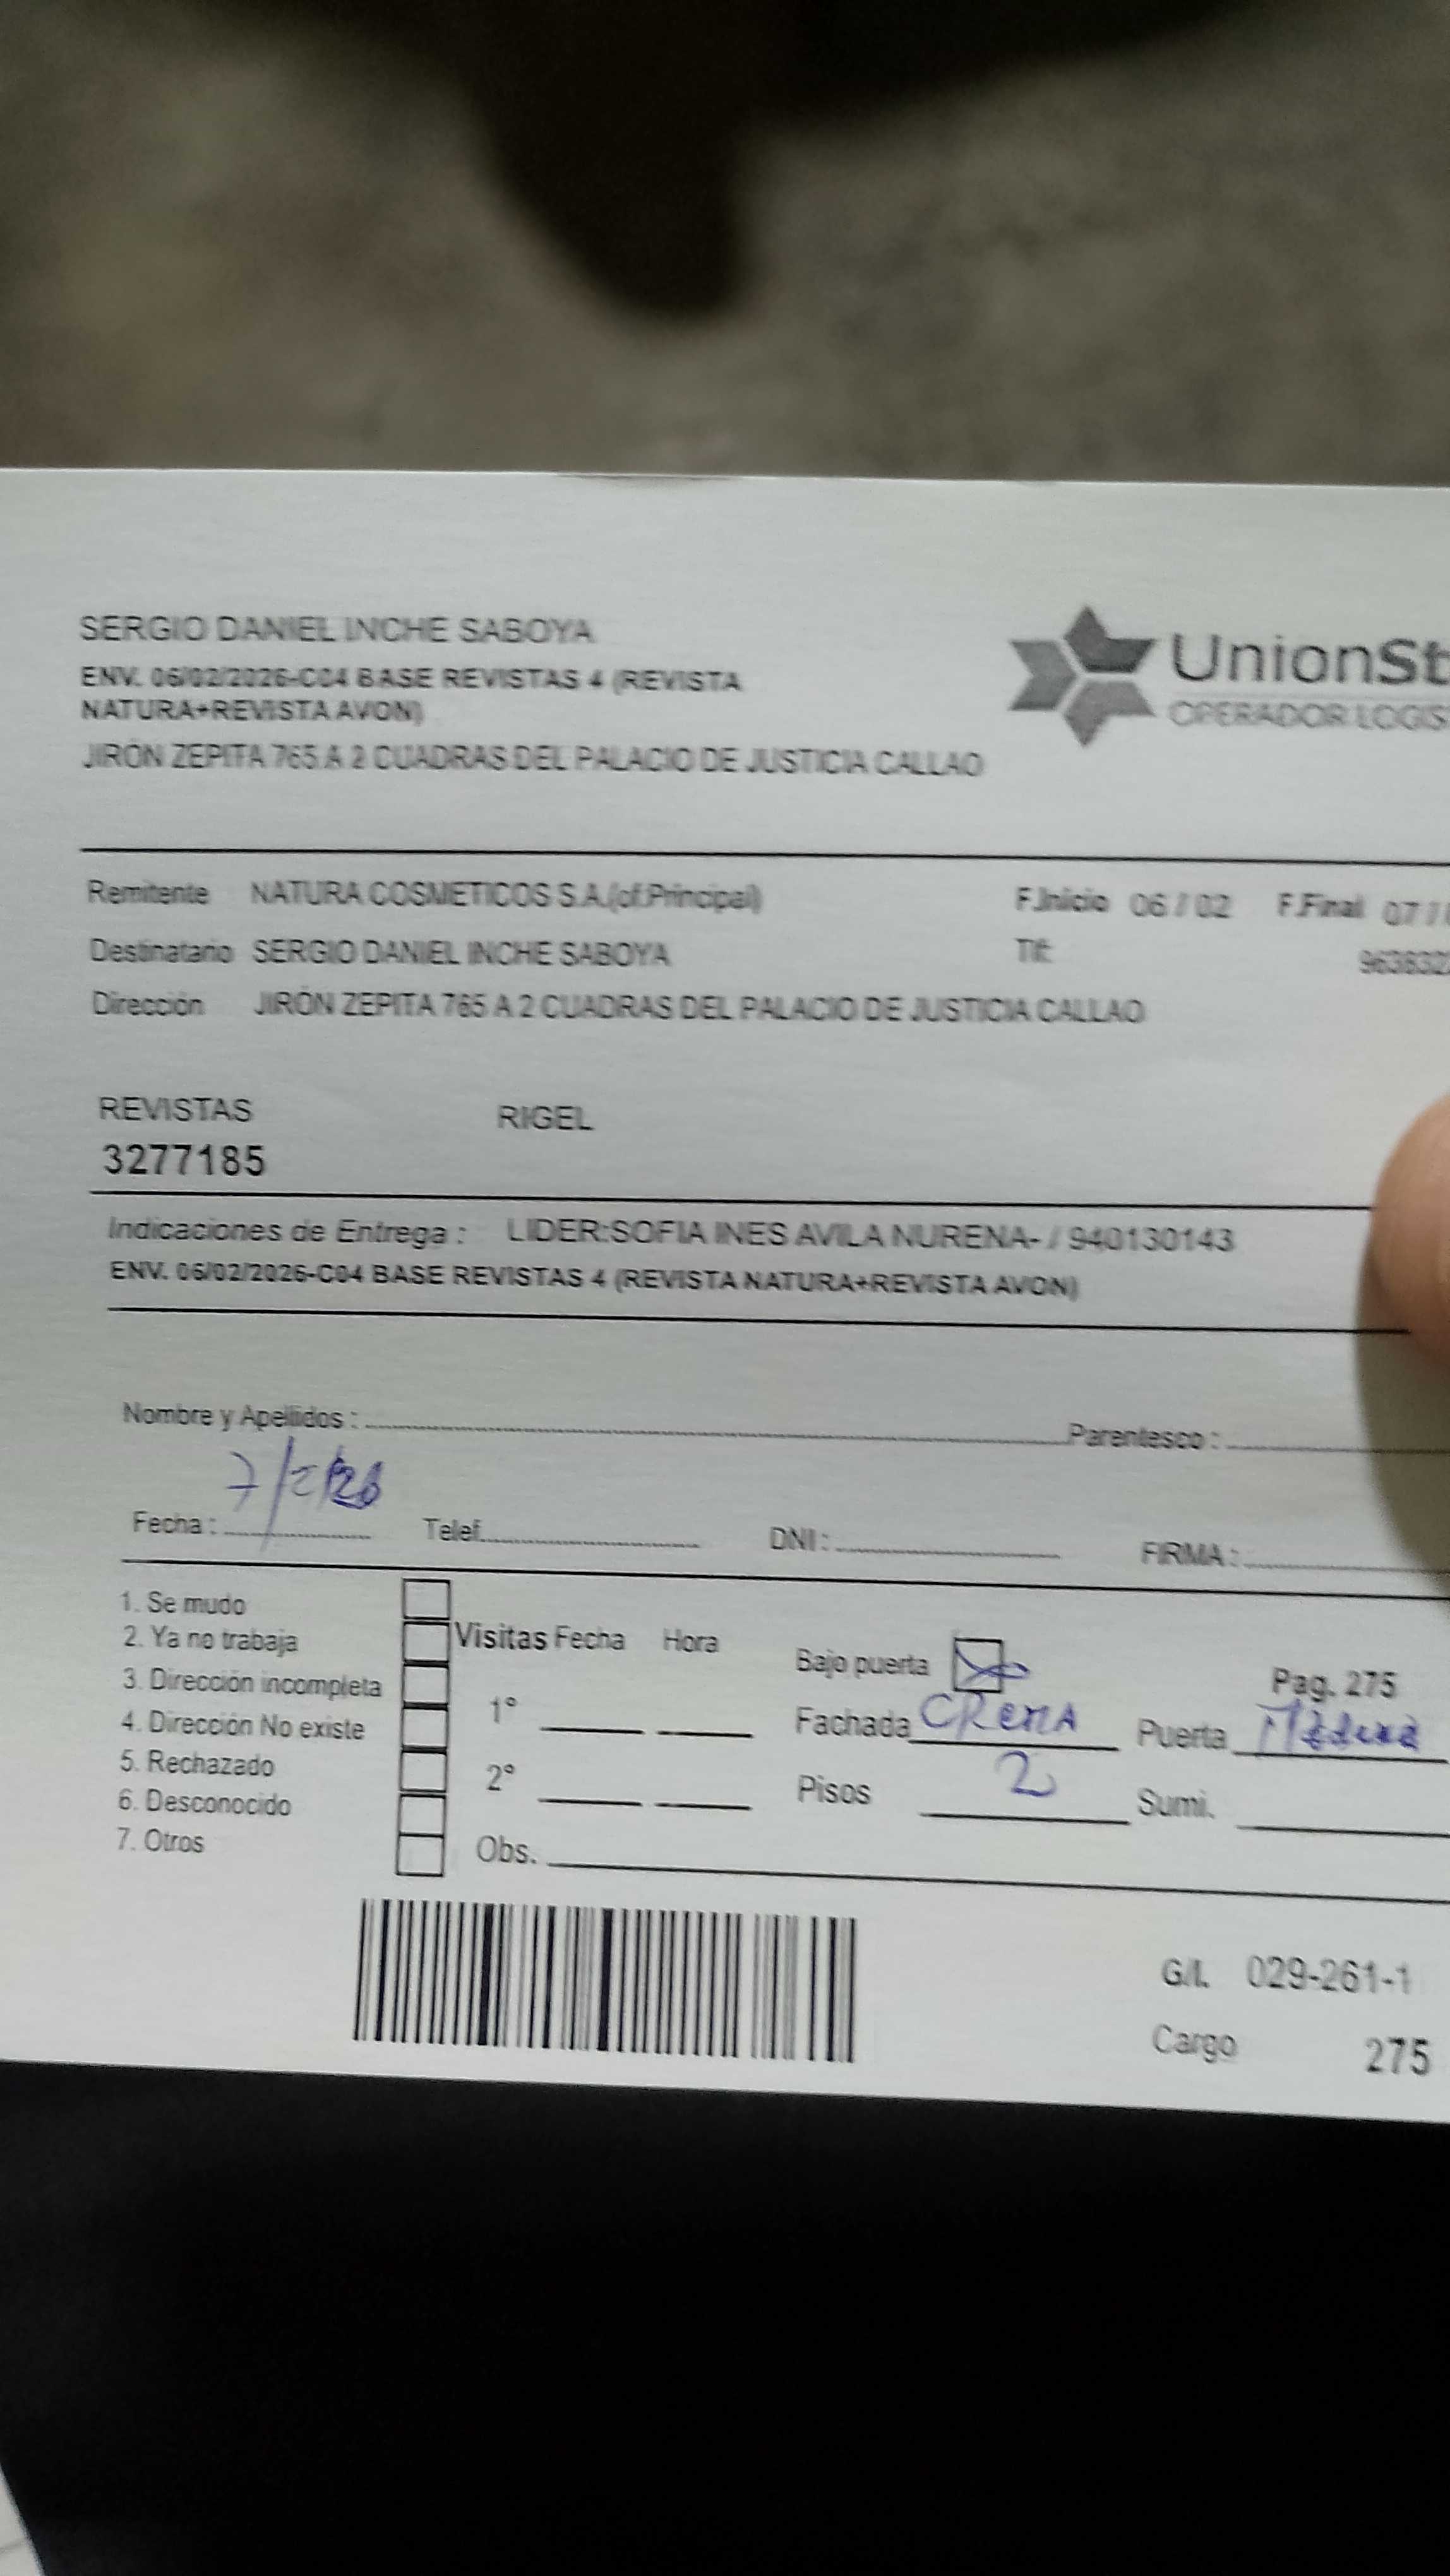 SERGIO DANIEL INCHE SABOYA
ENV. 06/02/2026-C04 BASE REVISTAS 4 (REVISTA
NATURA+REVISTA AVON)
JIRÓN ZEPITA 765 A 2 CUADRAS DEL PALACIO DE JUSTICIA CALLAO
UnionSt
OPERADOR LOGIS
Remitente NATURA COSMETICOS S.A.(of.Principal) F.Inicio 06 / 02 F.Final 07 /
Destinatario SERGIO DANIEL INCHE SABOYA Tlf: 963832
Dirección JIRÓN ZEPITA 765 A 2 CUADRAS DEL PALACIO DE JUSTICIA CALLAO
REVISTAS RIGEL
3277185
Indicaciones de Entrega : LIDER:SOFIA INES AVILA NURENA- / 940130143
ENV. 06/02/2026-C04 BASE REVISTAS 4 (REVISTA NATURA+REVISTA AVON)
Nombre y Apellidos : Parentesco :
Fecha : 7/2/26 Telef. DNI : FIRMA :
1. Se mudo
2. Ya no trabaja
3. Dirección incompleta
4. Dirección No existe
5. Rechazado
6. Desconocido
7. Otros
Visitas Fecha Hora
1°
2°
Obs.
Bajo puerta Pag. 275
Fachada CRemA Puerta
Pisos 2 Sumi.
G/I. 029-261-1
Cargo 275